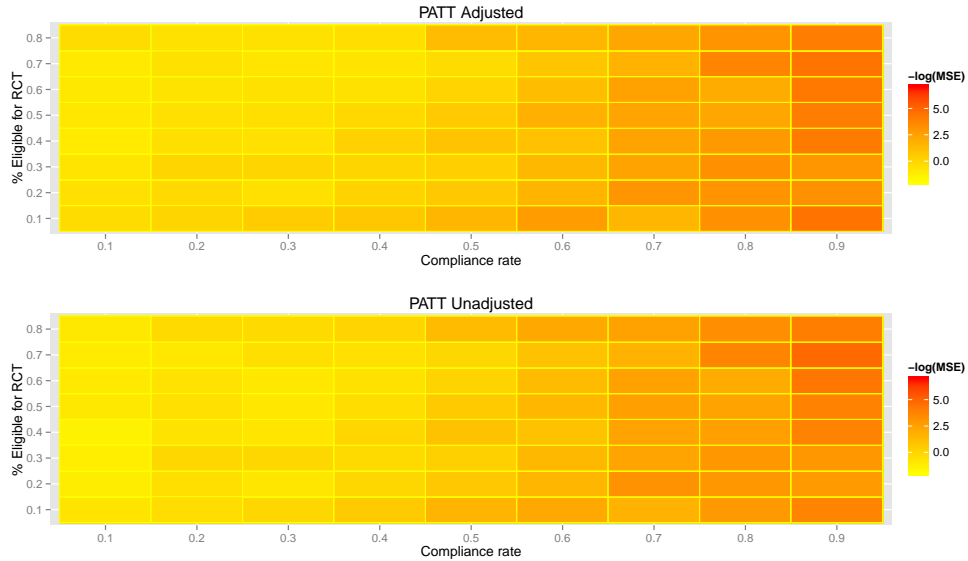 PATT Adjusted
% Eligible for RCT
0.8
0.7
0.6
0.5
0.4
0.3
0.2
0.1
0.1 0.2 0.3 0.4 0.5 0.6 0.7 0.8 0.9
Compliance rate
−log(MSE)
5.0
2.5
0.0
PATT Unadjusted
% Eligible for RCT
0.8
0.7
0.6
0.5
0.4
0.3
0.2
0.1
0.1 0.2 0.3 0.4 0.5 0.6 0.7 0.8 0.9
Compliance rate
−log(MSE)
5.0
2.5
0.0